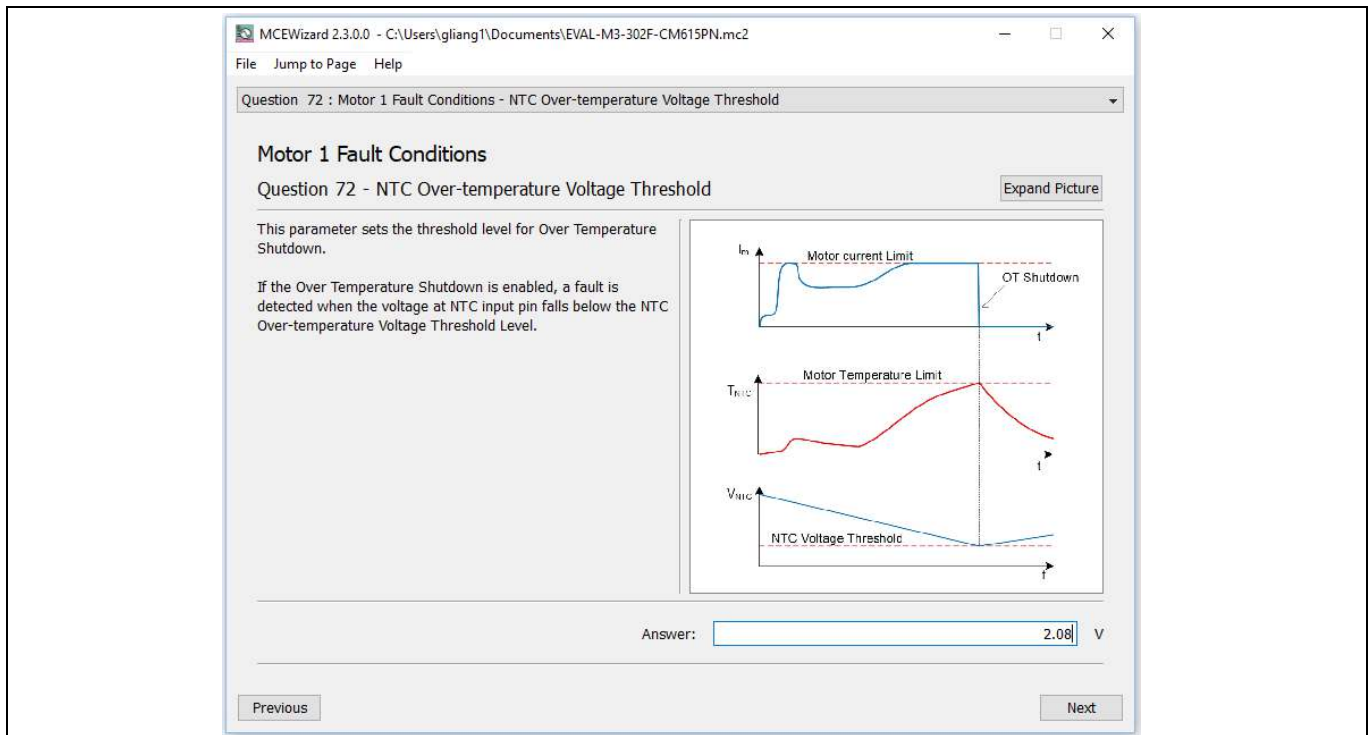 MCEWizard 2.3.0.0 - C:\Users\gliang1\Documents\EVAL-M3-302F-CM615PN.mc2
File Jump to Page Help
Question 72 : Motor 1 Fault Conditions - NTC Over-temperature Voltage Threshold
Motor 1 Fault Conditions
Question 72 - NTC Over-temperature Voltage Threshold
Expand Picture
This parameter sets the threshold level for Over Temperature
Shutdown.
If the Over Temperature Shutdown is enabled, a fault is
detected when the voltage at NTC input pin falls below the NTC
Over-temperature Voltage Threshold Level.
Im
Motor current Limit
OT Shutdown
t
Motor Temperature Limit
TNTC
t
VNTC
NTC Voltage Threshold
t
Answer: 2.08 V
Previous
Next